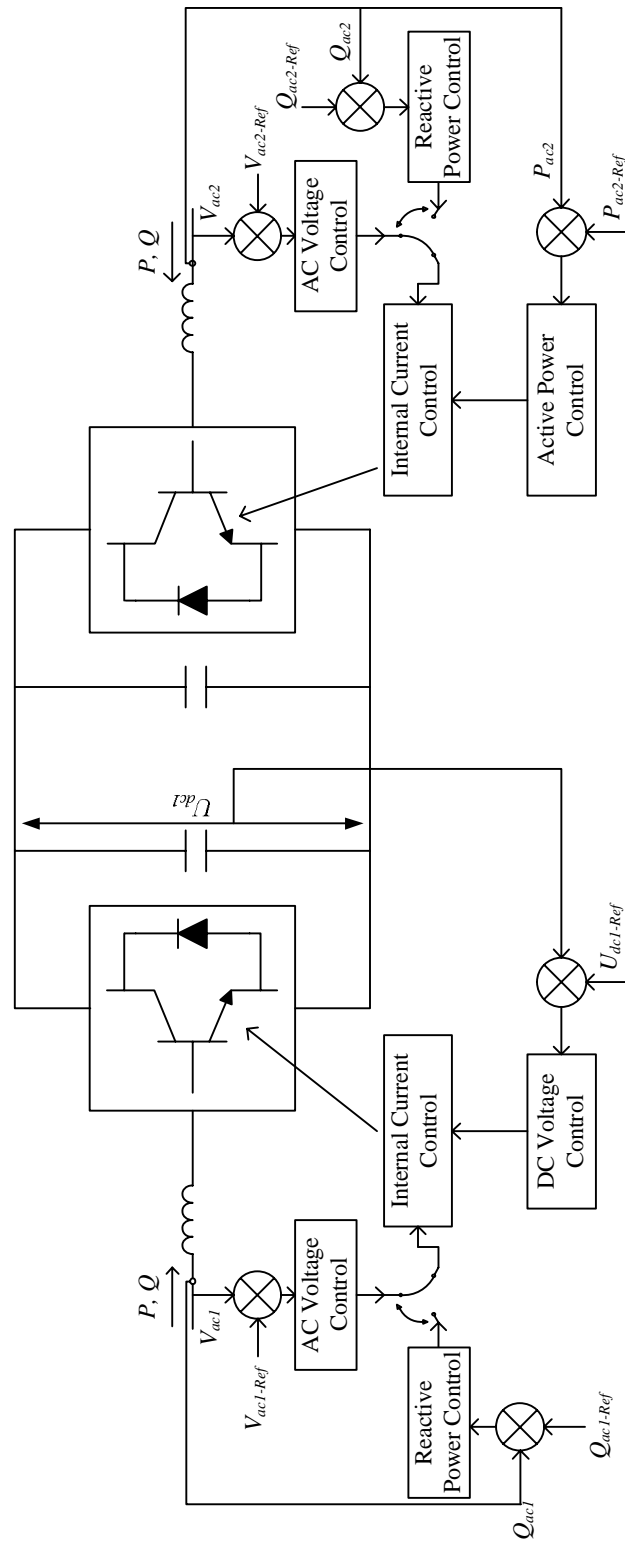 P, Q
V_ac1
V_ac1-Ref
AC Voltage
Control
Reactive
Power Control
Q_ac1
Q_ac1-Ref
Internal Current
Control
DC Voltage
Control
U_dc1-Ref
U_dc1
P, Q
V_ac2
V_ac2-Ref
AC Voltage
Control
Q_ac2-Ref
Q_ac2
Reactive
Power Control
Internal Current
Control
Active Power
Control
P_ac2
P_ac2-Ref